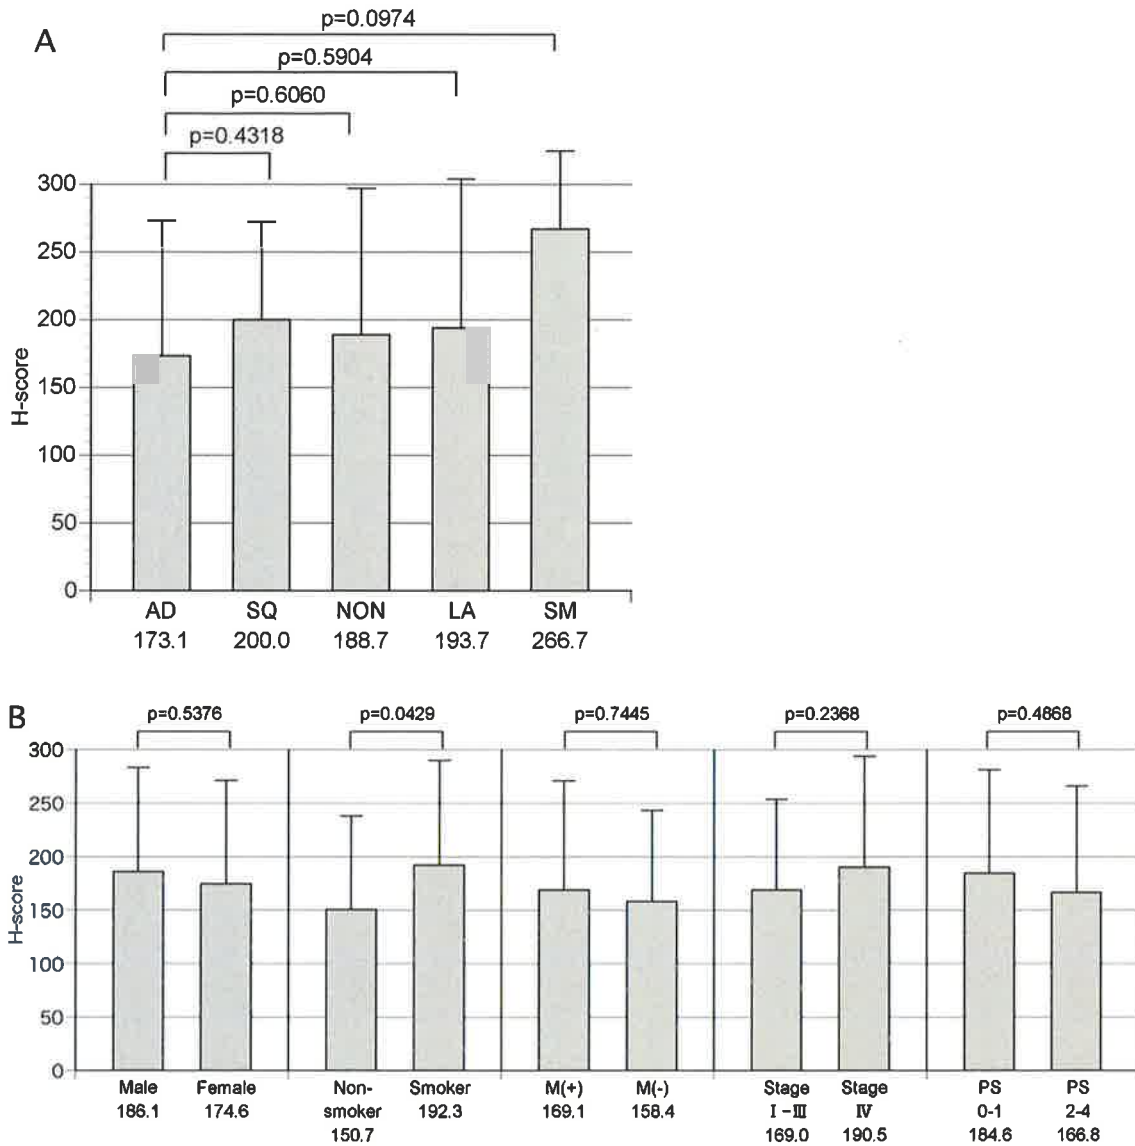 A
p=0.0974
p=0.5904
p=0.6060
p=0.4318
300
250
200
150
100
50
0
H-score
AD SQ NON LA SM
173.1 200.0 188.7 193.7 266.7
B
p=0.5376 p=0.0429 p=0.7445 p=0.2368 p=0.4868
300
250
200
150
100
50
0
H-score
Male Female Non- Smoker M(+) M(-) Stage Stage PS PS
186.1 174.6 smoker 192.3 169.1 158.4 I-III IV 0-1 2-4
150.7 169.0 190.5 184.6 166.8